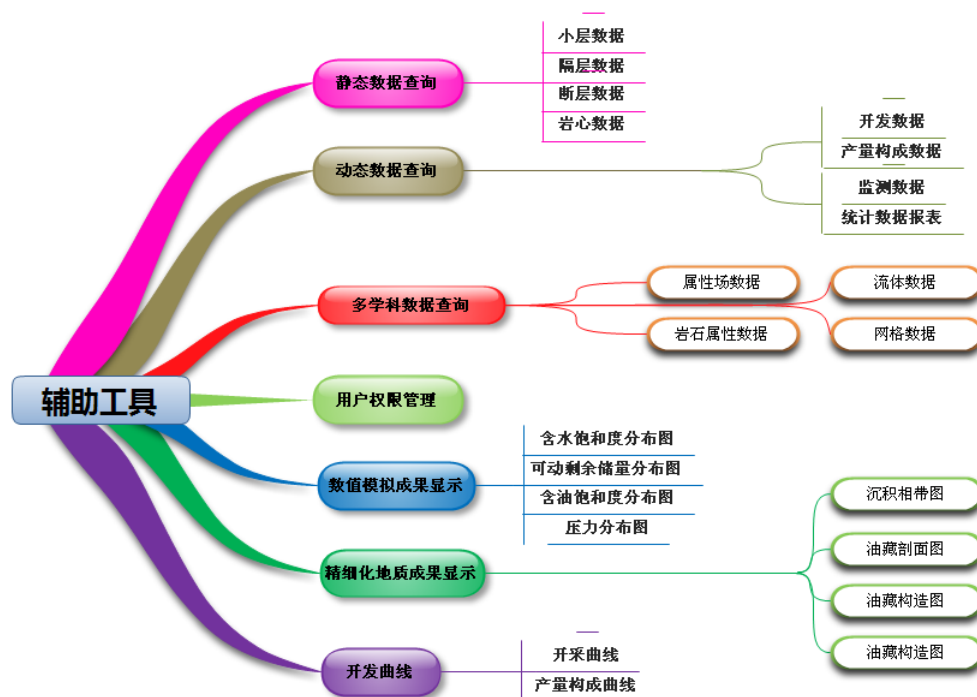 辅助工具
静态数据查询
小层数据
隔层数据
断层数据
岩心数据
动态数据查询
开发数据
产量构成数据
监测数据
统计数据报表
多学科数据查询
属性场数据
流体数据
岩石属性数据
网格数据
用户权限管理
数值模拟成果显示
含水饱和度分布图
可动剩余储量分布图
含油饱和度分布图
压力分布图
精细化地质成果显示
沉积相带图
油藏剖面图
油藏构造图
油藏构造图
开发曲线
开采曲线
产量构成曲线